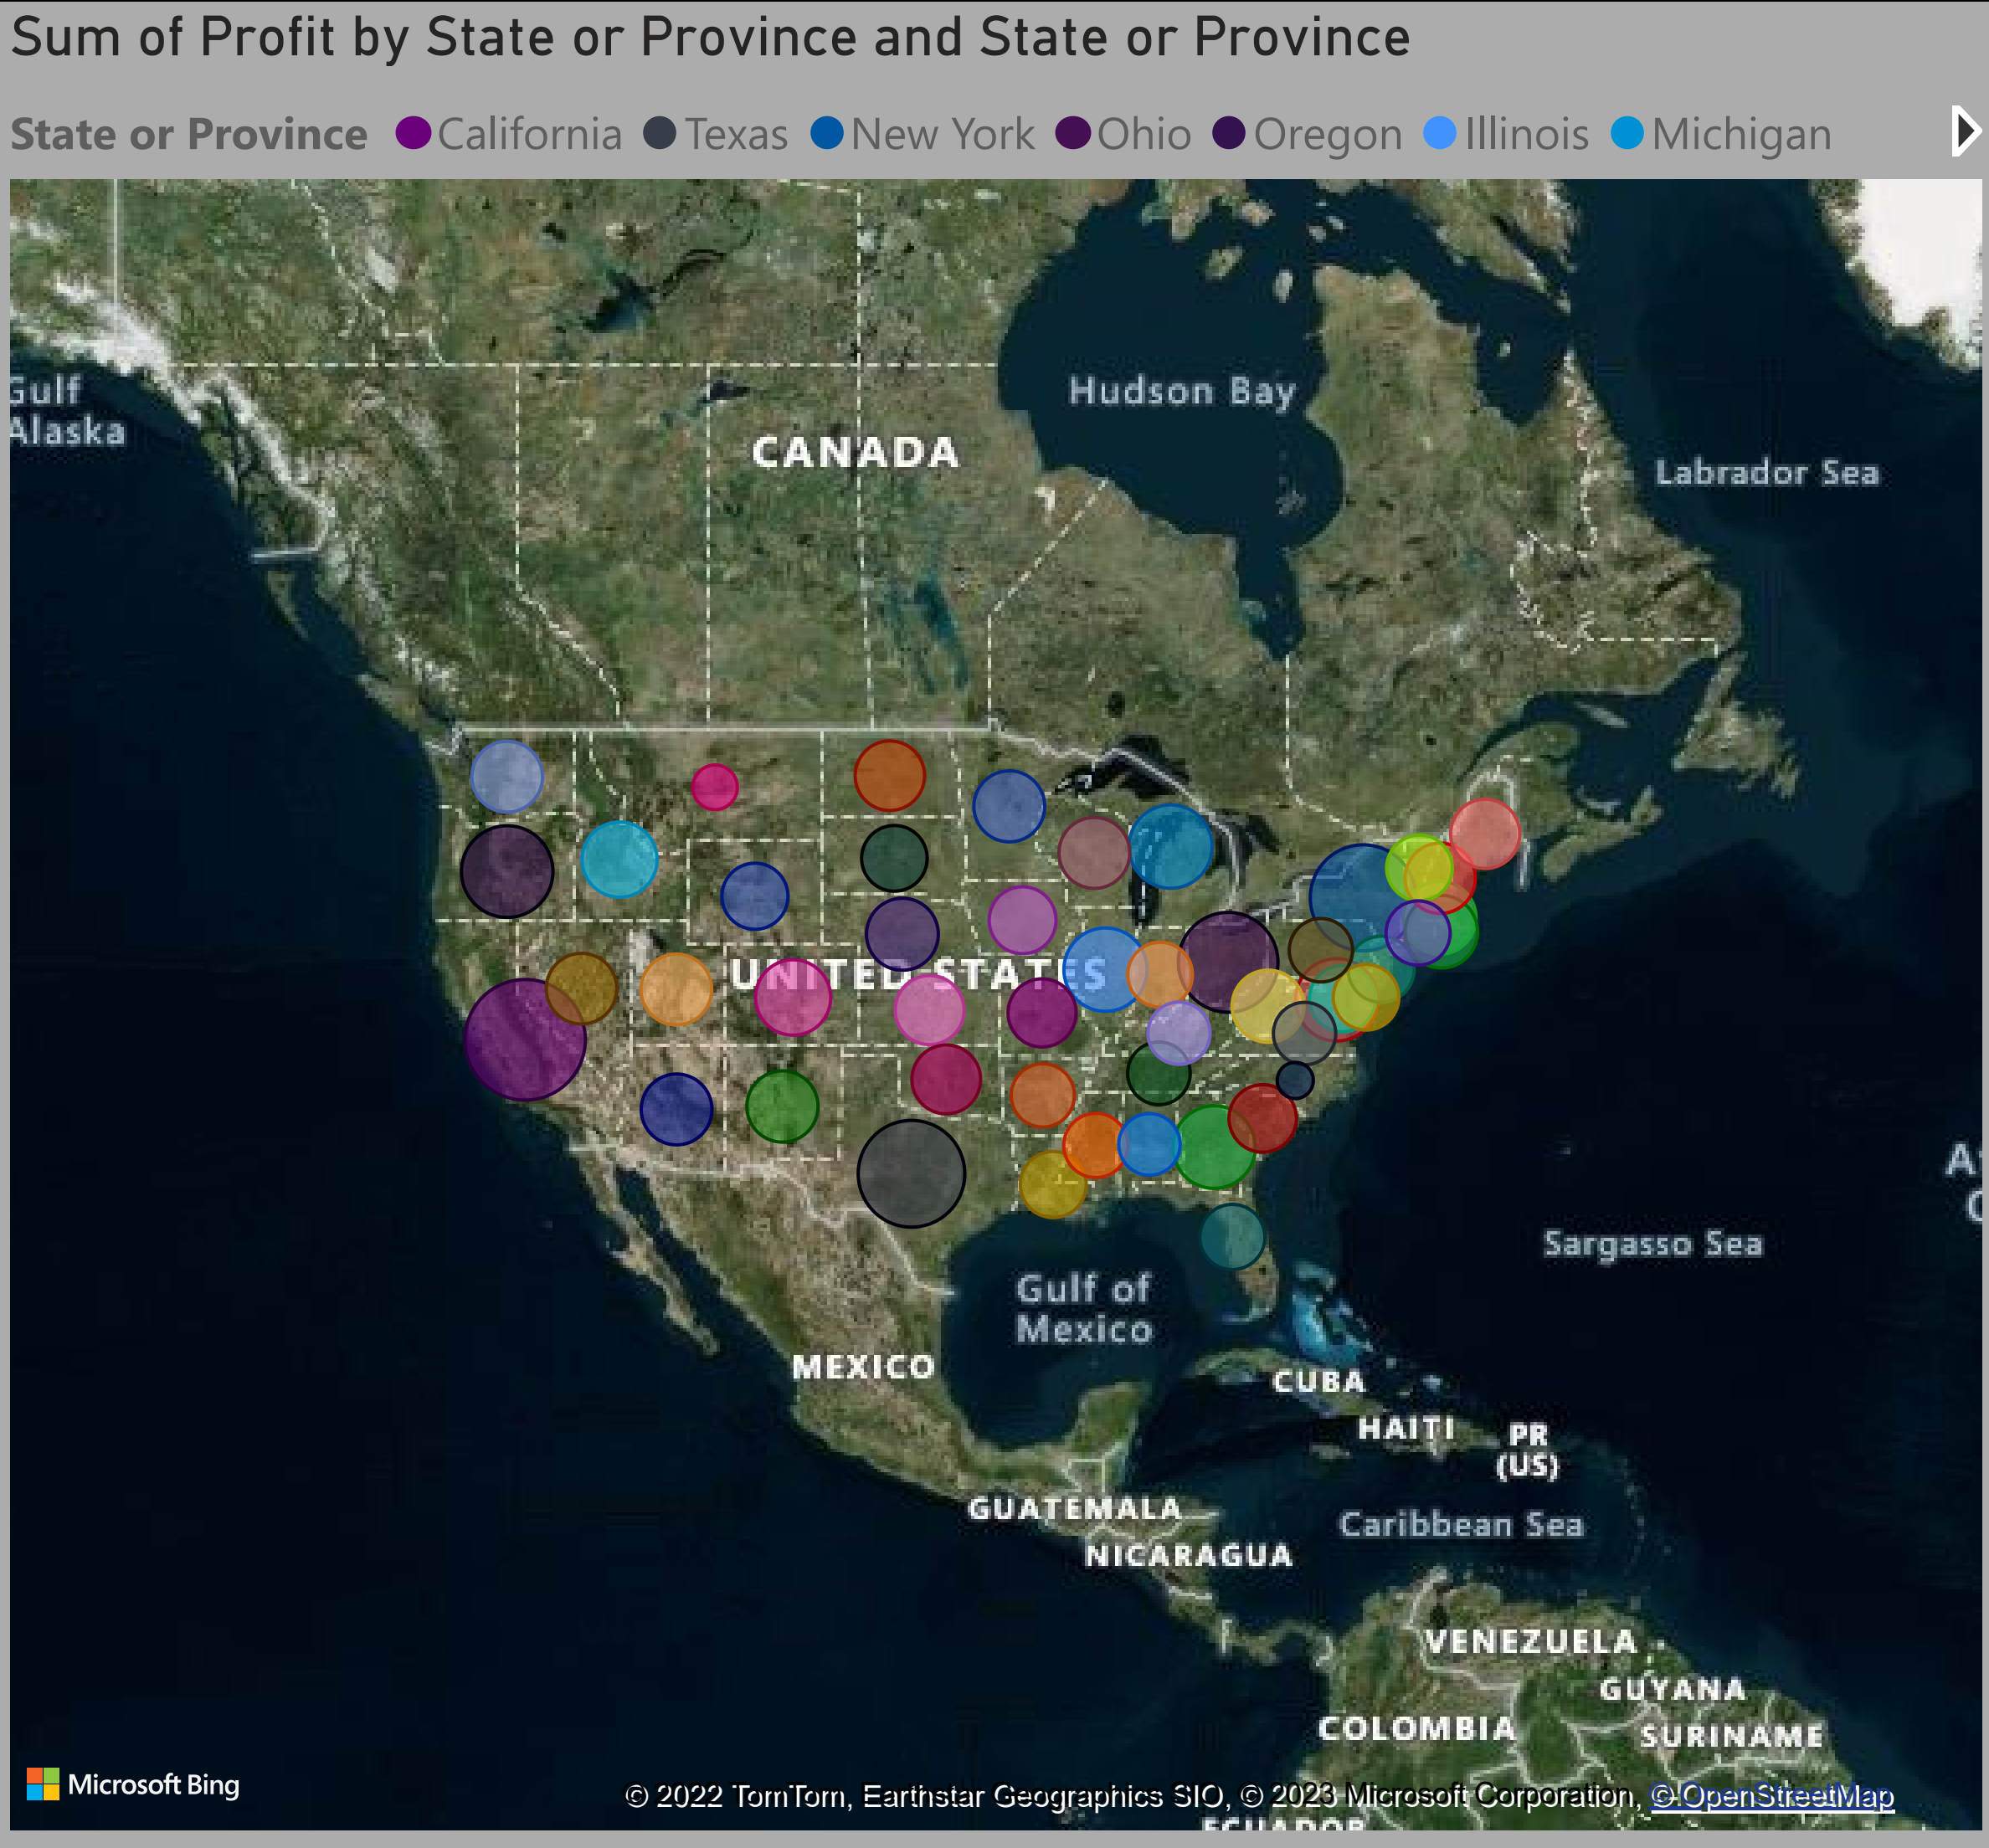 Sum of Profit by State or Province and State or Province
State or Province California Texas New York Ohio Oregon Illinois Michigan
Hudson Bay
Gulf
Alaska
CANADA
Labrador Sea
UNITED STATES
Sargasso Sea
Gulf of
Mexico
MEXICO
CUBA
HAITI
PR
(US)
GUATEMALA
Caribbean Sea
NICARAGUA
VENEZUELA
GUYANA
COLOMBIA
SURINAME
Microsoft Bing
© 2022 TomTom, Earthstar Geographics SIO, © 2023 Microsoft Corporation, © OpenStreetMap
ECUADOR